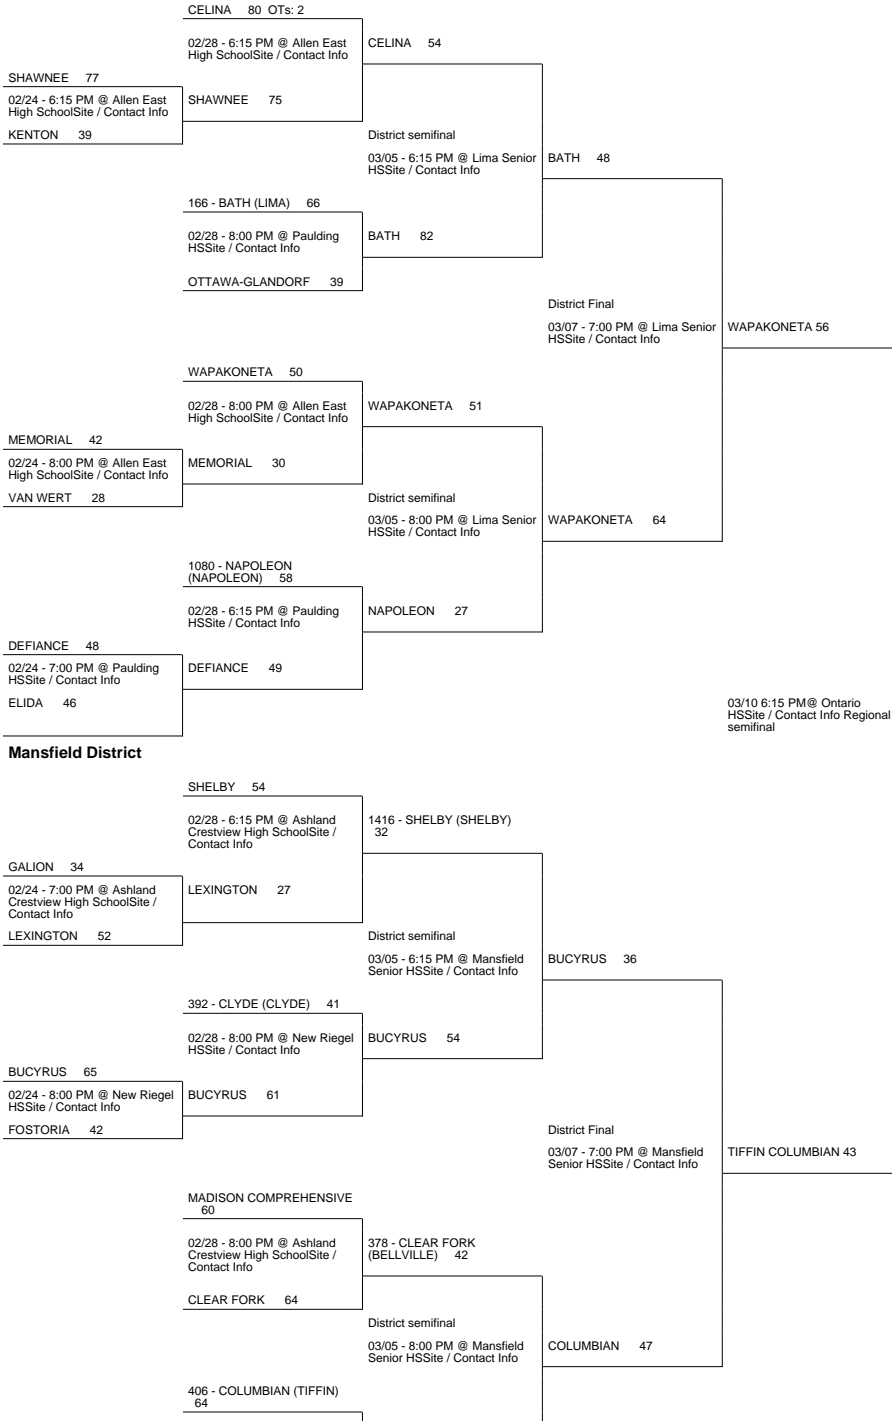 CELINA 80 OTs: 2
02/28 - 6:15 PM @ Allen East
High SchoolSite / Contact Info
CELINA 54
SHAWNEE 77
02/24 - 6:15 PM @ Allen East
High SchoolSite / Contact Info
SHAWNEE 75
KENTON 39
District semifinal
03/05 - 6:15 PM @ Lima Senior
HSSite / Contact Info
BATH 48
166 - BATH (LIMA) 66
02/28 - 8:00 PM @ Paulding
HSSite / Contact Info
BATH 82
OTTAWA-GLANDORF 39
District Final
03/07 - 7:00 PM @ Lima Senior
HSSite / Contact Info
WAPAKONETA 56
WAPAKONETA 50
02/28 - 8:00 PM @ Allen East
High SchoolSite / Contact Info
WAPAKONETA 51
MEMORIAL 42
02/24 - 8:00 PM @ Allen East
High SchoolSite / Contact Info
MEMORIAL 30
VAN WERT 28
District semifinal
03/05 - 8:00 PM @ Lima Senior
HSSite / Contact Info
WAPAKONETA 64
1080 - NAPOLEON
(NAPOLEON) 58
02/28 - 6:15 PM @ Paulding
HSSite / Contact Info
NAPOLEON 27
DEFIANCE 48
02/24 - 7:00 PM @ Paulding
HSSite / Contact Info
DEFIANCE 49
ELIDA 46
03/10 6:15 PM@ Ontario
HSSite / Contact Info Regional
semifinal
Mansfield District
SHELBY 54
02/28 - 6:15 PM @ Ashland
Crestview High SchoolSite /
Contact Info
1416 - SHELBY (SHELBY)
32
GALION 34
02/24 - 7:00 PM @ Ashland
Crestview High SchoolSite /
Contact Info
LEXINGTON 27
LEXINGTON 52
District semifinal
03/05 - 6:15 PM @ Mansfield
Senior HSSite / Contact Info
BUCYRUS 36
392 - CLYDE (CLYDE) 41
02/28 - 8:00 PM @ New Riegel
HSSite / Contact Info
BUCYRUS 54
BUCYRUS 65
02/24 - 8:00 PM @ New Riegel
HSSite / Contact Info
BUCYRUS 61
FOSTORIA 42
District Final
03/07 - 7:00 PM @ Mansfield
Senior HSSite / Contact Info
TIFFIN COLUMBIAN 43
MADISON COMPREHENSIVE
60
02/28 - 8:00 PM @ Ashland
Crestview High SchoolSite /
Contact Info
378 - CLEAR FORK
(BELLVILLE) 42
CLEAR FORK 64
District semifinal
03/05 - 8:00 PM @ Mansfield
Senior HSSite / Contact Info
COLUMBIAN 47
406 - COLUMBIAN (TIFFIN)
64